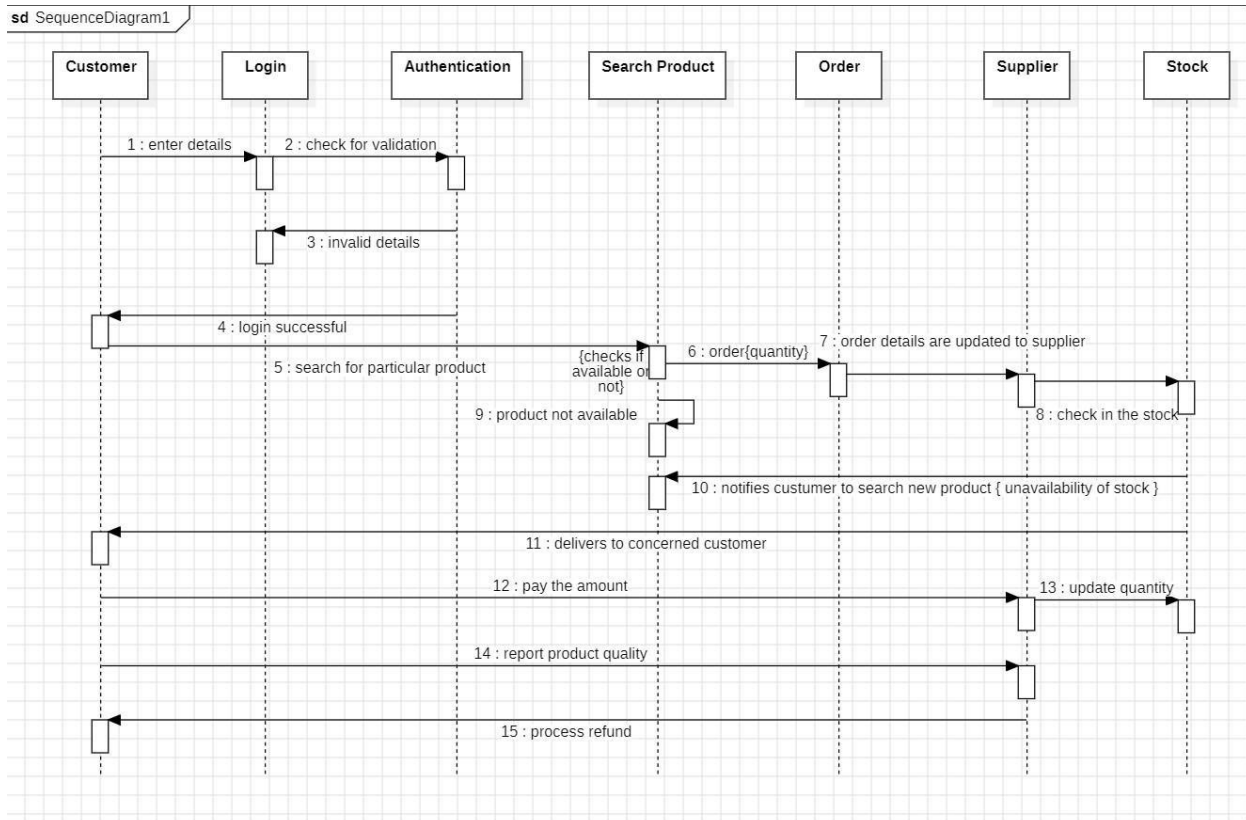 sd SequenceDiagram1
Customer
Login
Authentication
Search Product
Order
Supplier
Stock
1 : enter details
2 : check for validation
3 : invalid details
4 : login successful
5 : search for particular product
{checks if
available or
not}
6 : order{quantity}
7 : order details are updated to supplier
8 : check in the stock
9 : product not available
10 : notifies custumer to search new product { unavailability of stock }
11 : delivers to concerned customer
12 : pay the amount
13 : update quantity
14 : report product quality
15 : process refund